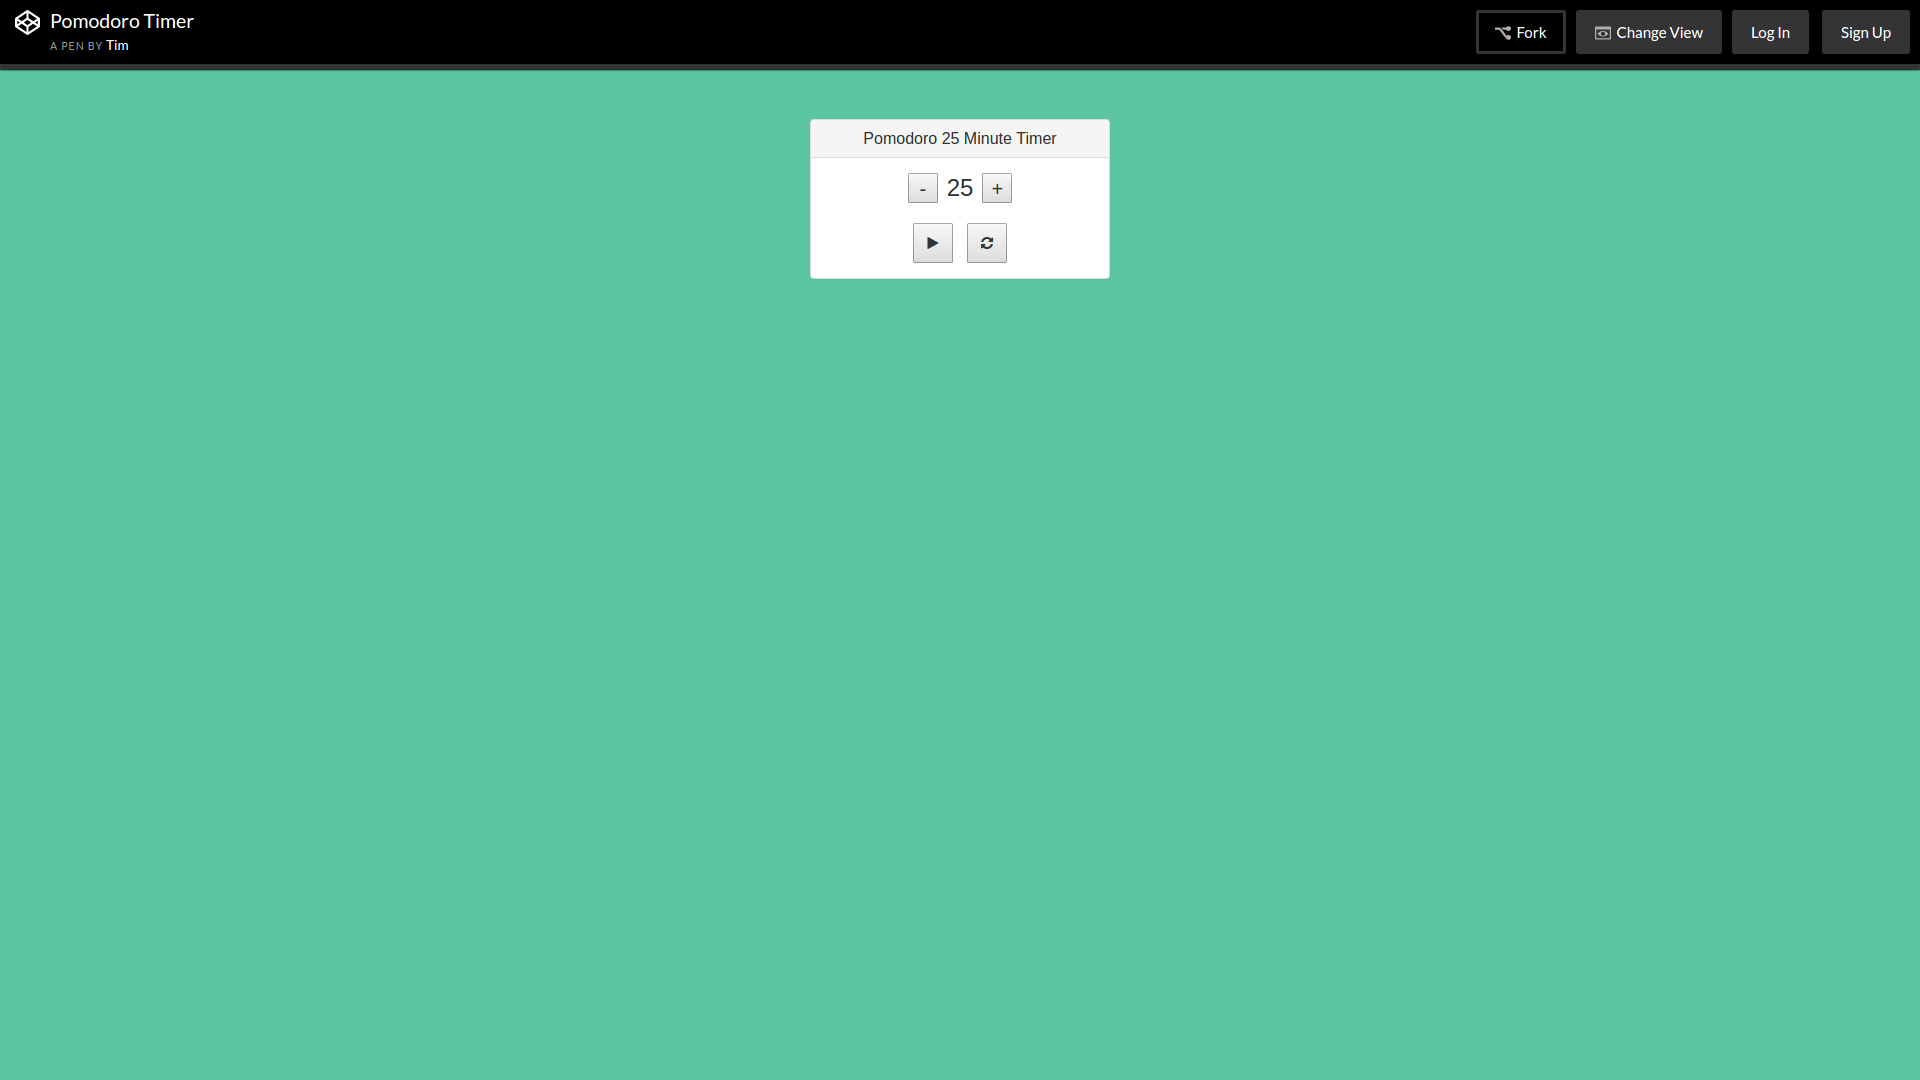 Pomodoro Timer
A PEN BY Tim
Fork
Change View
Log In
Sign Up
Pomodoro 25 Minute Timer
- 25 +